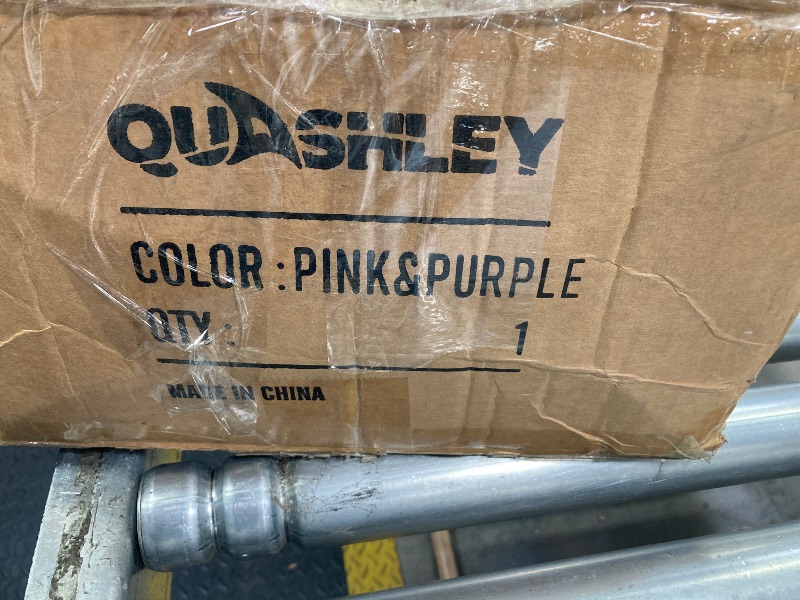 QUASHLEY
COLOR : PINK&PURPLE
QTY : 1
MADE IN CHINA